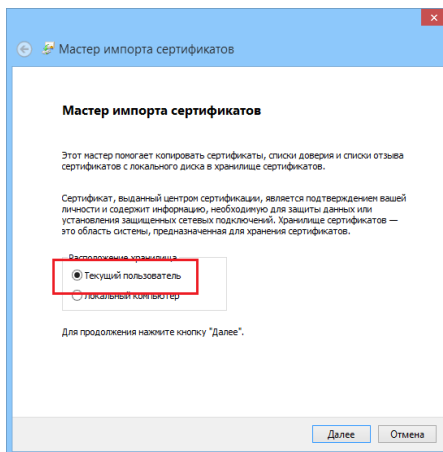 Мастер импорта сертификатов
Мастер импорта сертификатов
Этот мастер помогает копировать сертификаты, списки доверия и списки отзыва
сертификатов с локального диска в хранилище сертификатов.
Сертификат, выданный центром сертификации, является подтверждением вашей
личности и содержит информацию, необходимую для защиты данных или
установления защищенных сетевых подключений. Хранилище сертификатов —
это область системы, предназначенная для хранения сертификатов.
Расположение хранилища
Текущий пользователь
Локальный компьютер
Для продолжения нажмите кнопку "Далее".
Далее Отмена